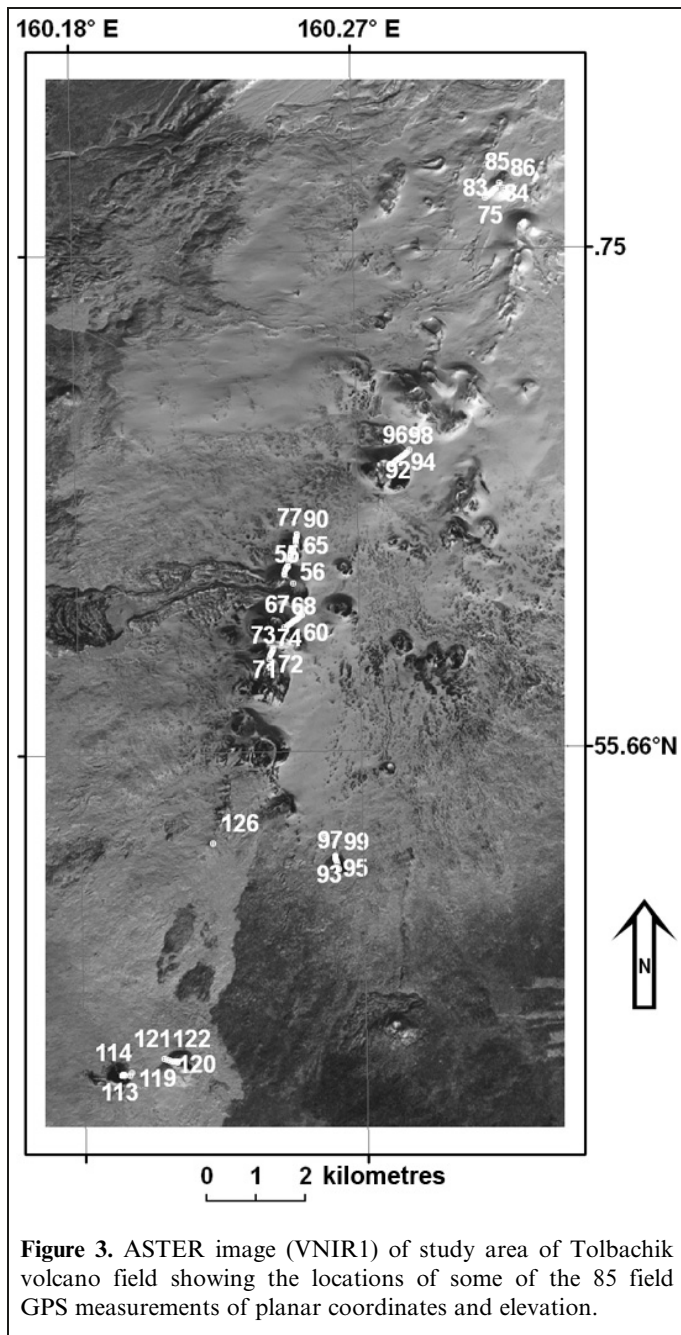 160.18° E 160.27° E
85 86
83 84
75
.75
96 98
92 94
77 90
55 65
56
67 68
73 74 60
71 72
55.66°N
126
97 99
93 95
N
121 122
114 120
113 119
0 1 2 kilometres
Figure 3. ASTER image (VNIR1) of study area of Tolbachik
volcano field showing the locations of some of the 85 field
GPS measurements of planar coordinates and elevation.